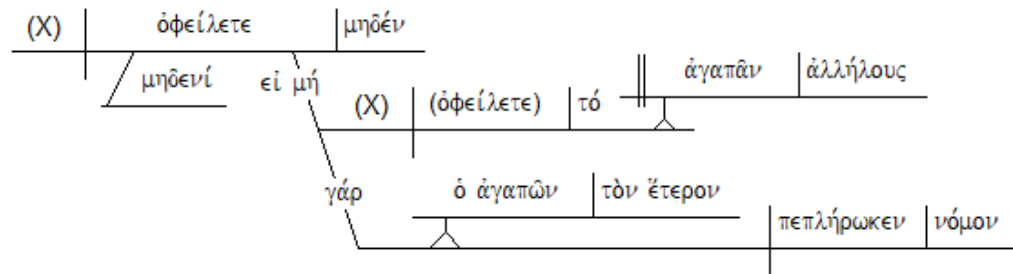 (X) ὀφείλετε μηδέν
μηδενί εἰ μή ἀγαπᾶν ἀλλήλους
(X) (ὀφείλετε) τό
γάρ ὁ ἀγαπῶν τὸν ἕτερον
πεπλήρωκεν νόμον